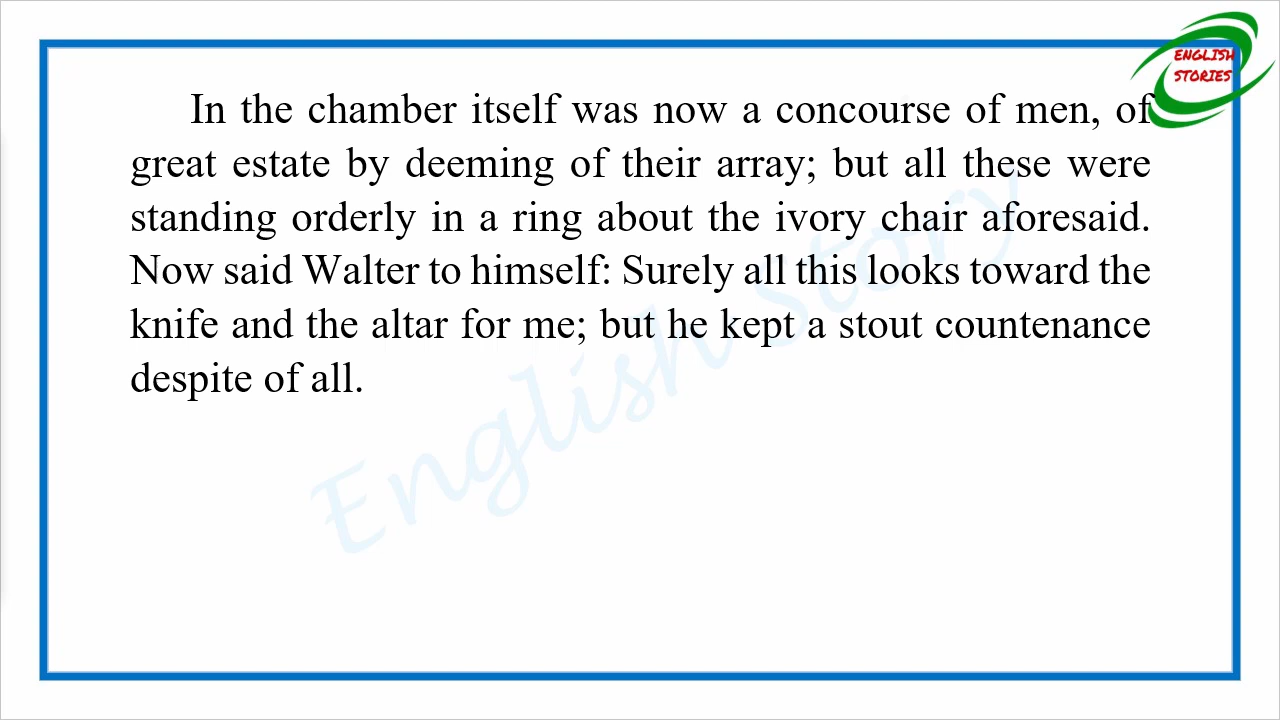 ENGLISH
STORIES
In the chamber itself was now a concourse of men, of
great estate by deeming of their array; but all these were
standing orderly in a ring about the ivory chair aforesaid.
Now said Walter to himself: Surely all this looks toward the
knife and the altar for me; but he kept a stout countenance
despite of all.
English Story